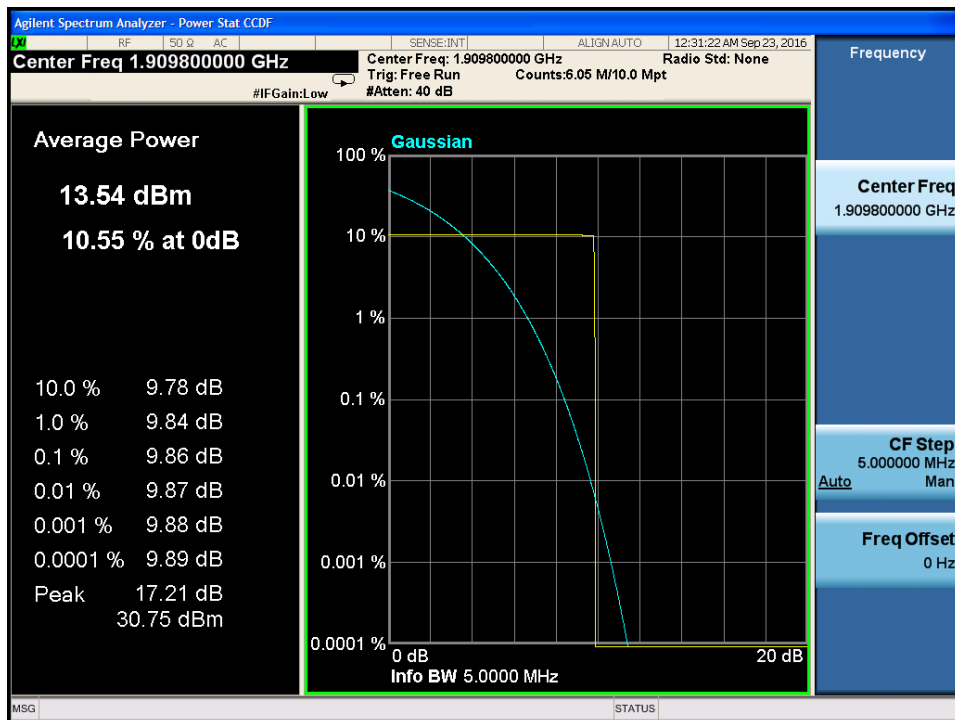 Agilent Spectrum Analyzer - Power Stat CCDF
LXI RF 50 Ω AC SENSE:INT ALIGN AUTO 12:31:22 AM Sep 23, 2016
Center Freq 1.909800000 GHz
#IFGain:Low
Center Freq: 1.909800000 GHz Radio Std: None
Trig: Free Run Counts:6.05 M/10.0 Mpt
#Atten: 40 dB
Average Power
13.54 dBm
10.55 % at 0dB
10.0 % 9.78 dB
1.0 % 9.84 dB
0.1 % 9.86 dB
0.01 % 9.87 dB
0.001 % 9.88 dB
0.0001 % 9.89 dB
Peak 17.21 dB
30.75 dBm
Gaussian
100 %
10 %
1 %
0.1 %
0.01 %
0.001 %
0.0001 %
0 dB 20 dB
Info BW 5.0000 MHz
Frequency
Center Freq
1.909800000 GHz
CF Step
5.000000 MHz
Auto Man
Freq Offset
0 Hz
MSG STATUS